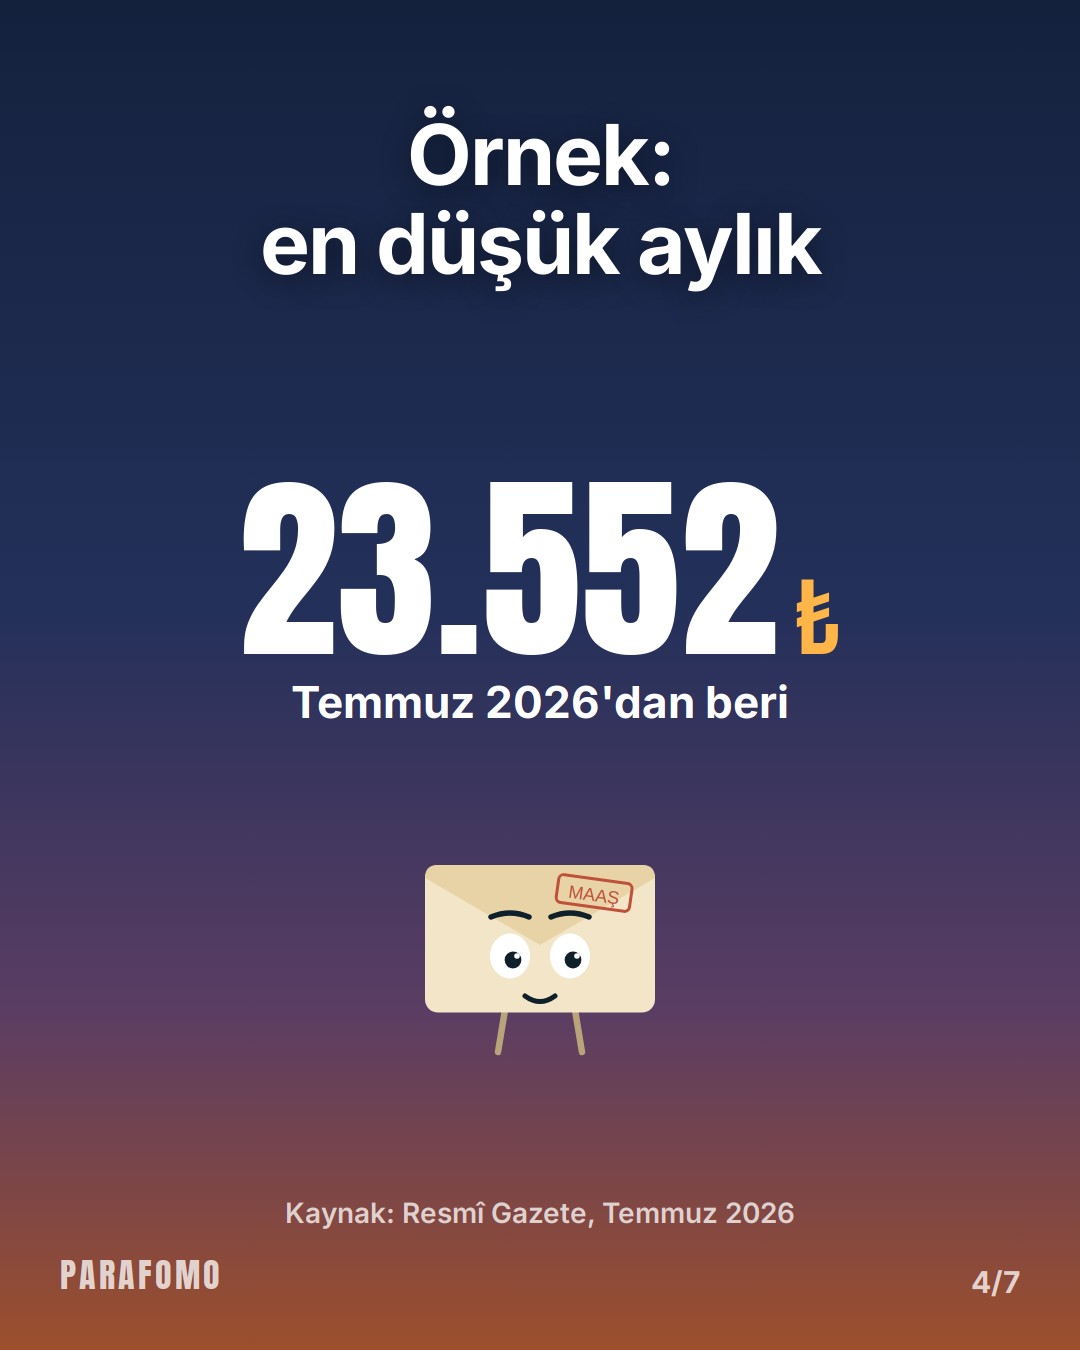 Örnek:
en düşük aylık
23.552 ₺
Temmuz 2026'dan beri
MAAŞ
Kaynak: Resmî Gazete, Temmuz 2026
PARAFOMO
4/7